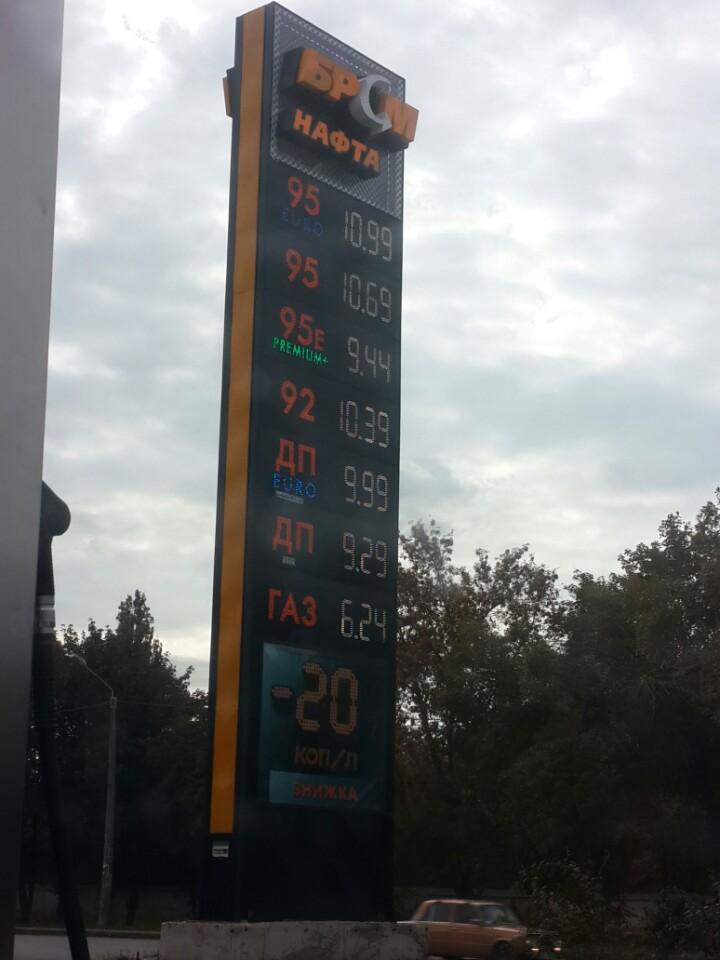 БРСМ
НАФТА
95
EURO 10.99
95 10.69
95E
PREMIUM+ 9.44
92 10.39
ДП
EURO 9.99
ДП 9.29
ГАЗ 6.24
-20
КОП/Л
ЗНИЖКА